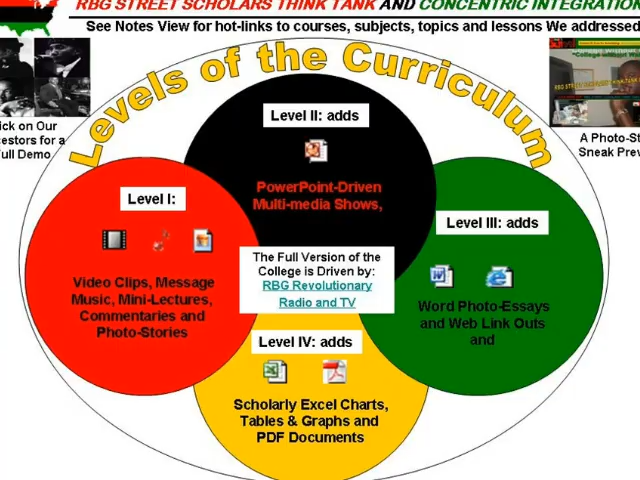 RBG STREET SCHOLARS THINK TANK AND CONCENTRIC INTEGRATION
See Notes View for hot-links to courses, subjects, topics and lessons We addressed
Levels of the Curriculum
ick on Our
cestors for a
ull Demo
A Photo-St
Sneak Prev
Level II: adds
PowerPoint-Driven
Multi-media Shows,
Level I:
Video Clips, Message
Music, Mini-Lectures,
Commentaries and
Photo-Stories
Level III: adds
Word Photo-Essays
and Web Link Outs
and
The Full Version of the
College is Driven by:
RBG Revolutionary
Radio and TV
Level IV: adds
Scholarly Excel Charts,
Tables & Graphs and
PDF Documents